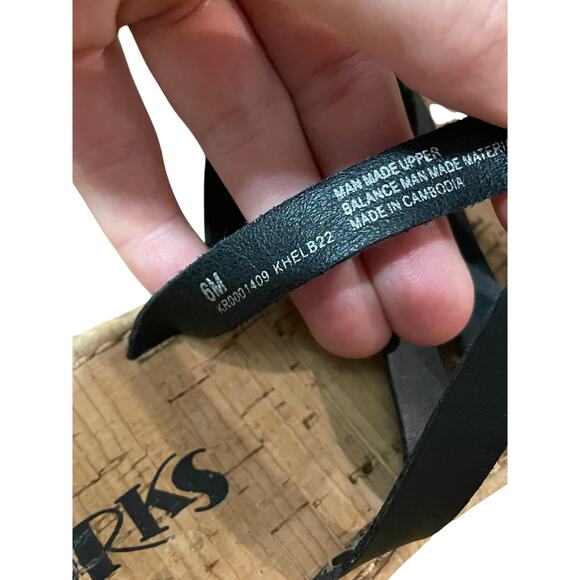 MAN MADE UPPER
BALANCE MAN MADE MATERI
MADE IN CAMBODIA
6M
KR0001409 KHELB22
RKS